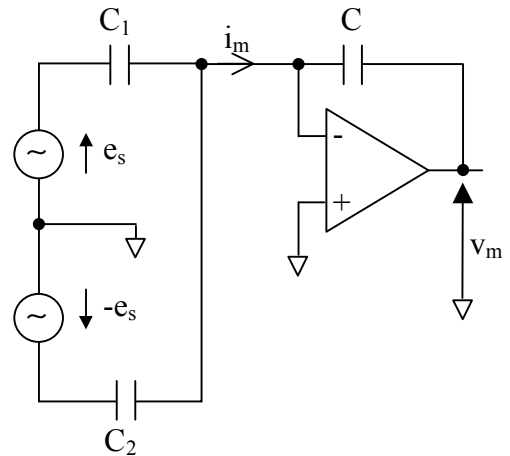 C₁
C
iₘ
~
eₛ
-
+
vₘ
~
-eₛ
C₂